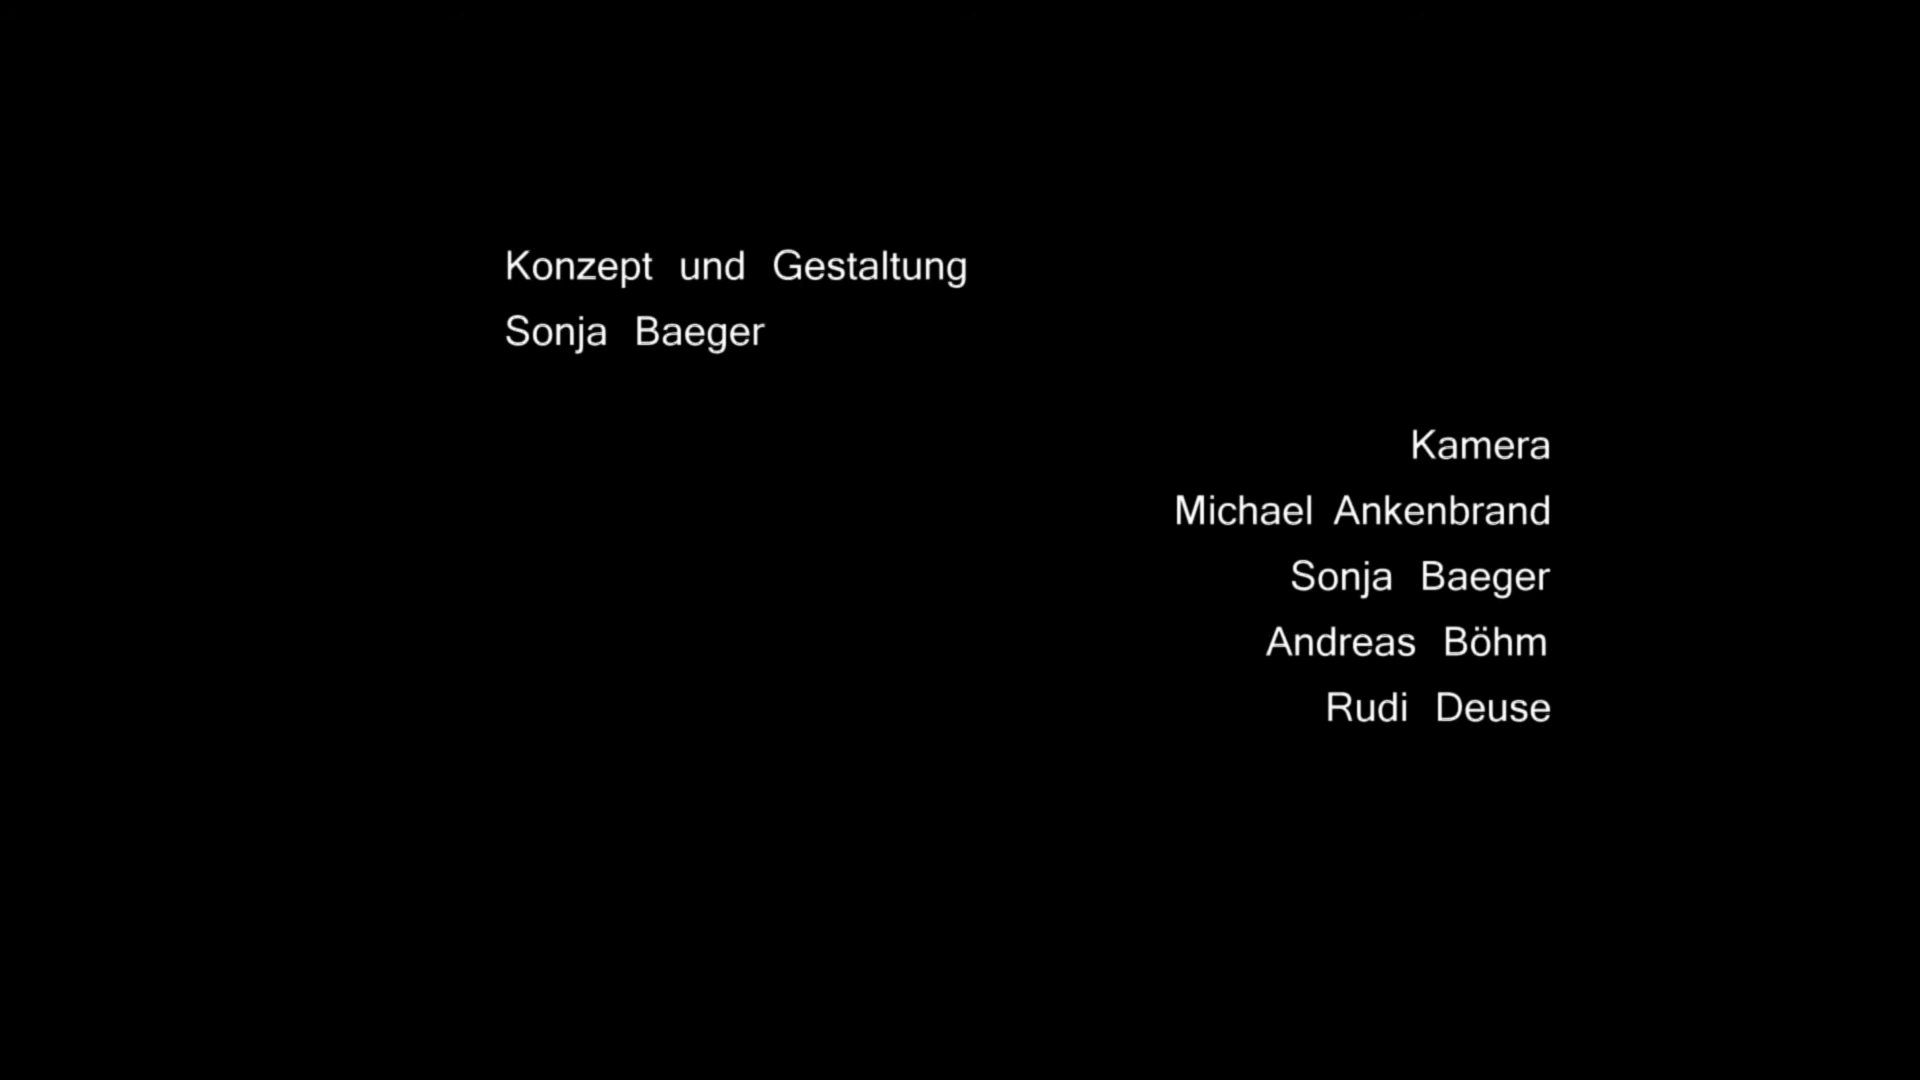 Konzept und Gestaltung
Sonja Baeger
Kamera
Michael Ankenbrand
Sonja Baeger
Andreas Böhm
Rudi Deuse